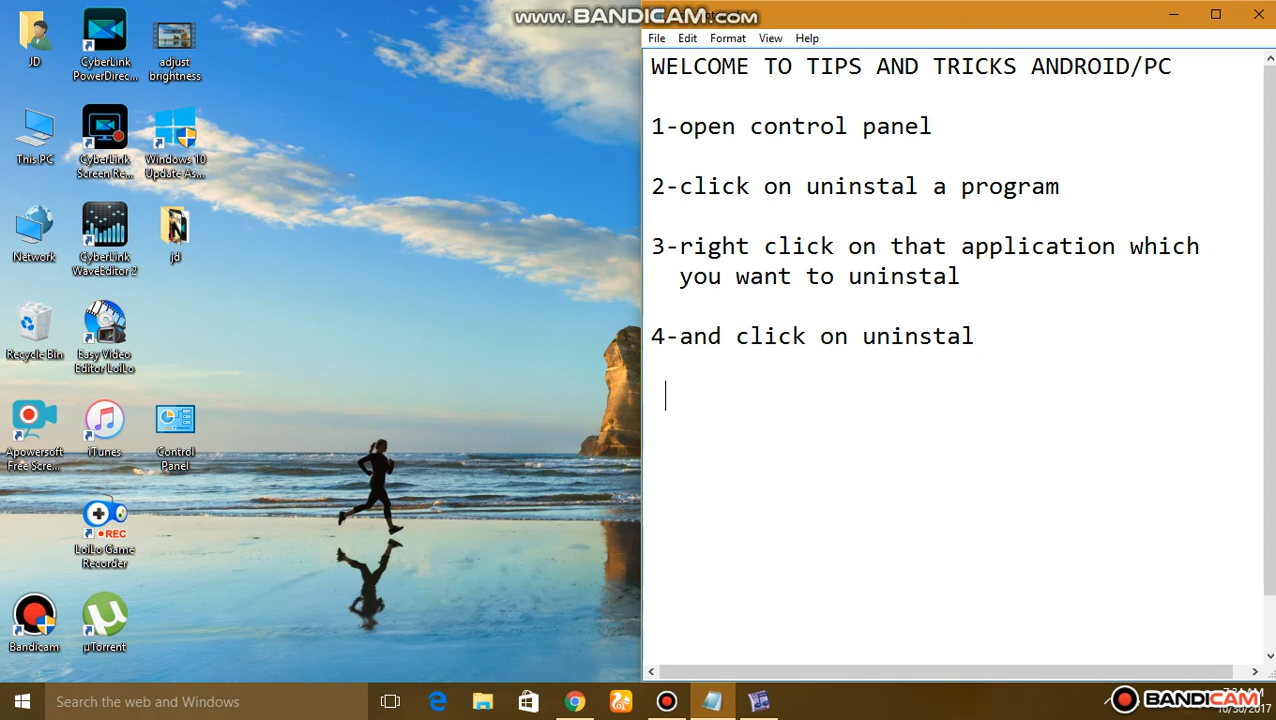 WWW.BANDICAM.COM
File Edit Format View Help
WELCOME TO TIPS AND TRICKS ANDROID/PC
1-open control panel
2-click on uninstal a program
3-right click on that application which
you want to uninstal
4-and click on uninstal
JD
CyberLink
PowerDirec...
adjust
brightness
This PC
CyberLink
Screen Re...
Windows 10
Update As...
Network
CyberLink
WaveEditor 2
jd
Recycle Bin
Easy Video
Editor LoiLo
Apowersoft
Free Scre...
iTunes
Control
Panel
REC
LoiLo Game
Recorder
Bandicam
µTorrent
Search the web and Windows
BANDICAM
10/30/2017